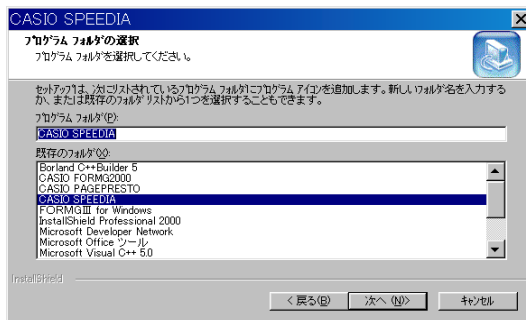 CASIO SPEEDIA
プログラム フォルダの選択
プログラム フォルダを選択してください。
セットアップは、次にリストされているプログラム フォルダにプログラム アイコンを追加します。新しいフォルダ名を入力する
か、または既存のフォルダ リストから1つを選択することもできます。
プログラム フォルダ(P):
CASIO SPEEDIA
既存のフォルダ(X):
Borland C++Builder 5
CASIO FORMG2000
CASIO PAGEPRESTO
CASIO SPEEDIA
FORMGIII for Windows
InstallShield Professional 2000
Microsoft Developer Network
Microsoft Office ツール
Microsoft Visual C++ 5.0
InstallShield
< 戻る(B) 次へ (N)> キャンセル